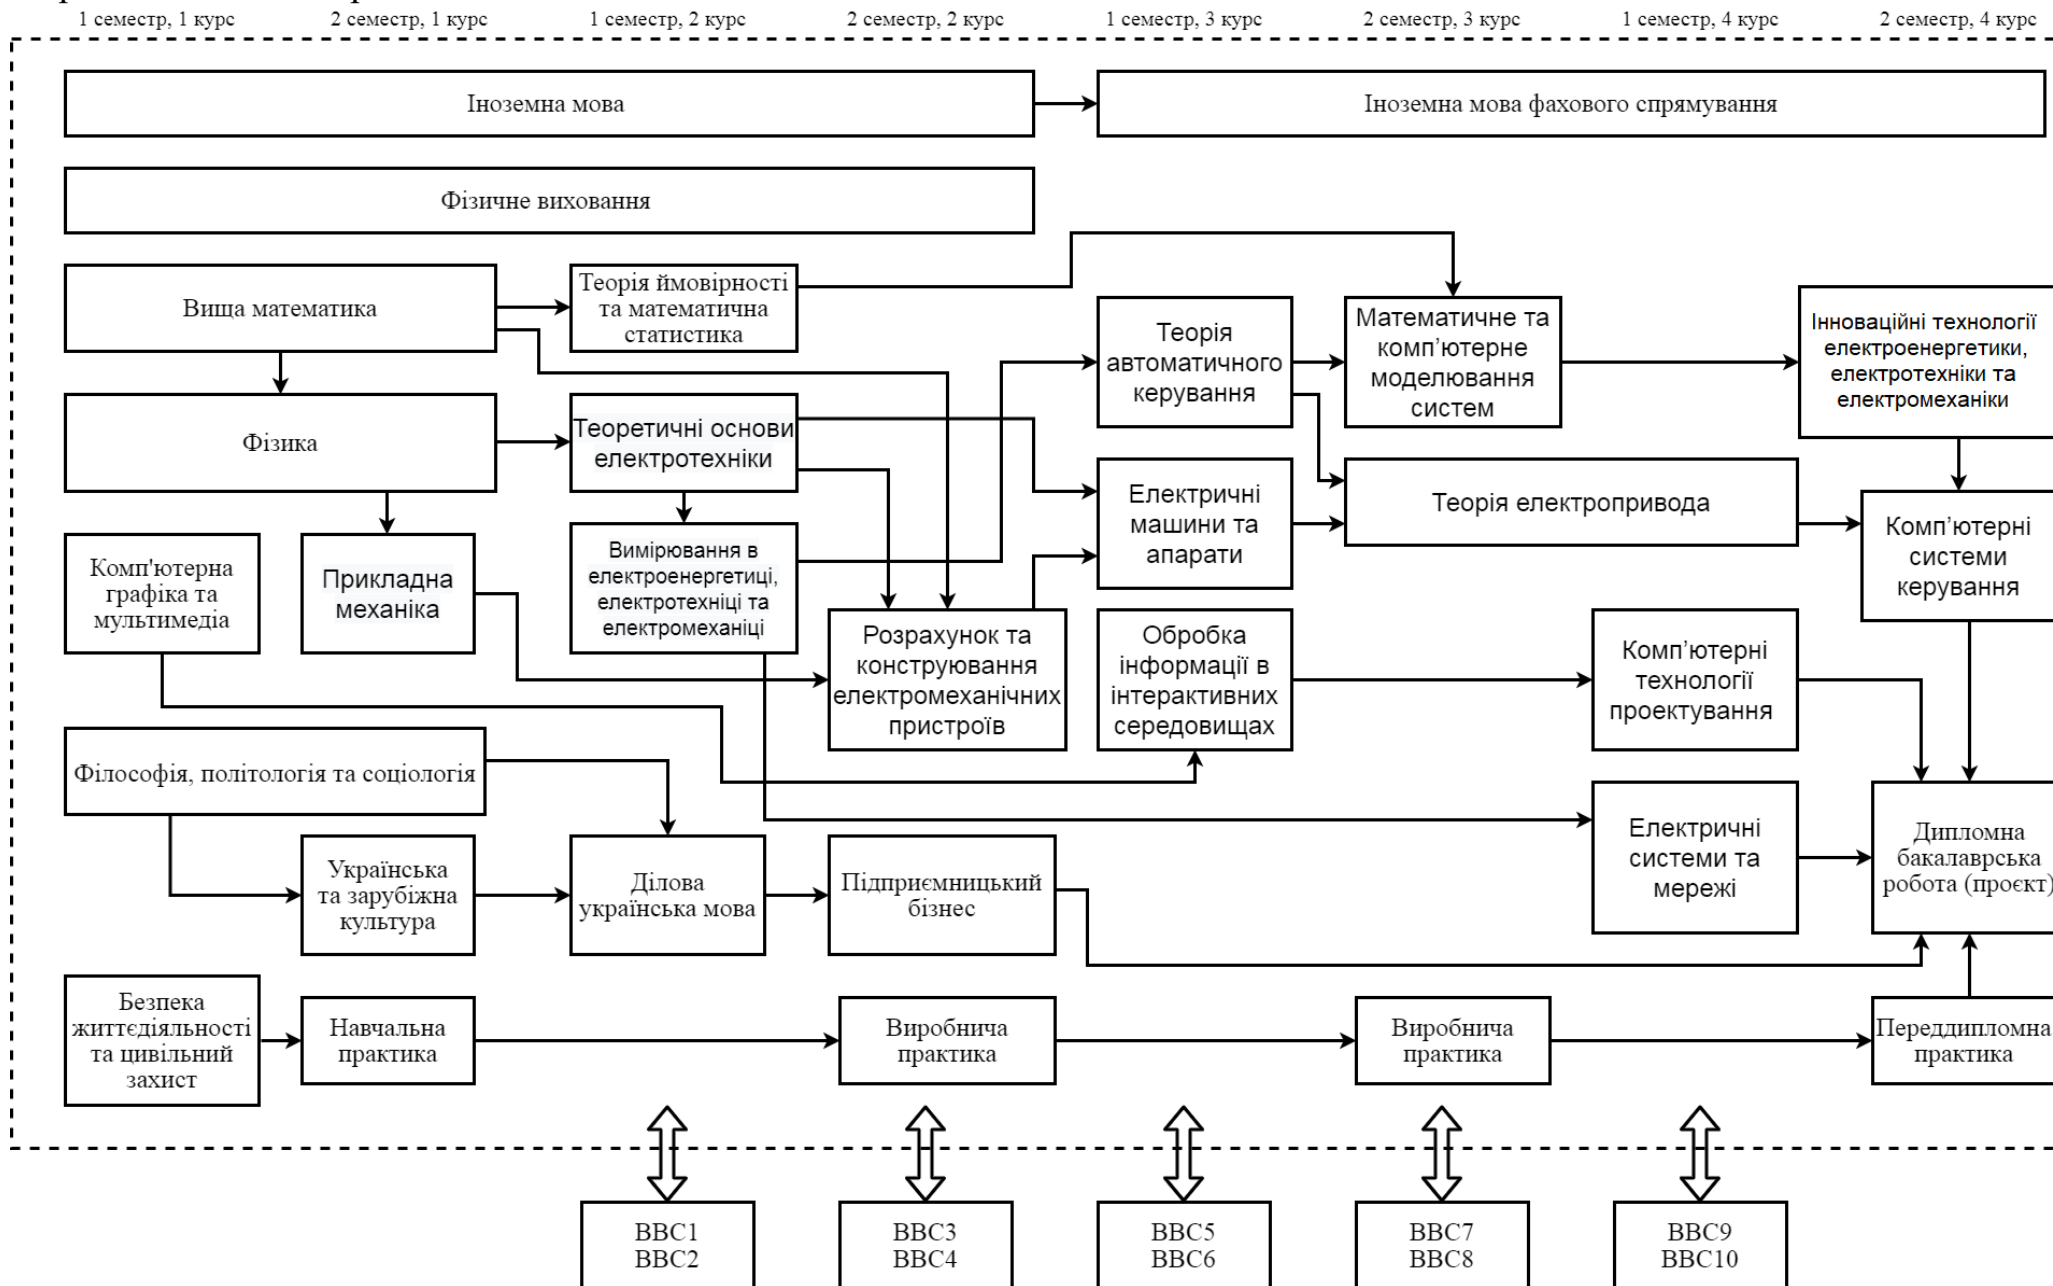 1 семестр, 1 курс
2 семестр, 1 курс
1 семестр, 2 курс
2 семестр, 2 курс
1 семестр, 3 курс
2 семестр, 3 курс
1 семестр, 4 курс
2 семестр, 4 курс
Іноземна мова
Іноземна мова фахового спрямування
Фізичне виховання
Вища математика
Теорія ймовірності
та математична
статистика
Теорія
автоматичного
керування
Математичне та
комп’ютерне
моделювання
систем
Інноваційні технології
електроенергетики,
електротехніки та
електромеханіки
Фізика
Теоретичні основи
електротехніки
Електричні
машини та
апарати
Теорія електропривода
Комп’ютерні
системи
керування
Комп'ютерна
графіка та
мультимедіа
Прикладна
механіка
Вимірювання в
електроенергетиці,
електротехніці та
електромеханіці
Розрахунок та
конструювання
електромеханічних
пристроїв
Обробка
інформації в
інтерактивних
середовищах
Комп’ютерні
технології
проектування
Філософія, політологія та соціологія
Українська
та зарубіжна
культура
Ділова
українська мова
Підприємницький
бізнес
Електричні
системи та
мережі
Дипломна
бакалаврська
робота (проєкт)
Безпека
життєдіяльності
та цивільний
захист
Навчальна
практика
Виробнича
практика
Виробнича
практика
Переддипломна
практика
ВВС1
ВВС2
ВВС3
ВВС4
ВВС5
ВВС6
ВВС7
ВВС8
ВВС9
ВВС10